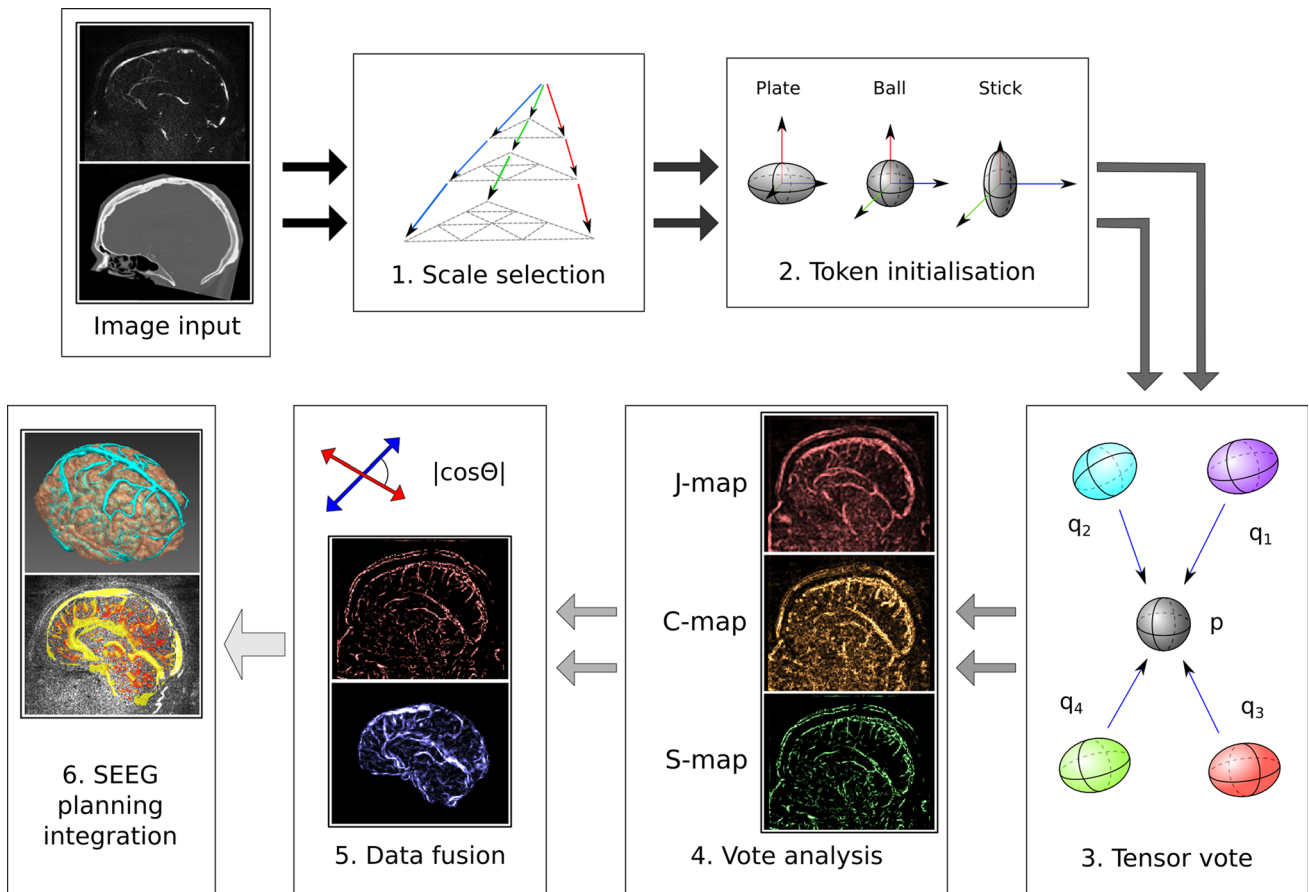 Image input
1. Scale selection
Plate
Ball
Stick
2. Token initialisation
q2
q1
p
q4
q3
3. Tensor vote
J-map
C-map
S-map
4. Vote analysis
|cosΘ|
5. Data fusion
6. SEEG
planning
integration